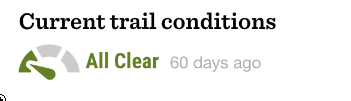 Current trail conditions
All Clear 60 days ago